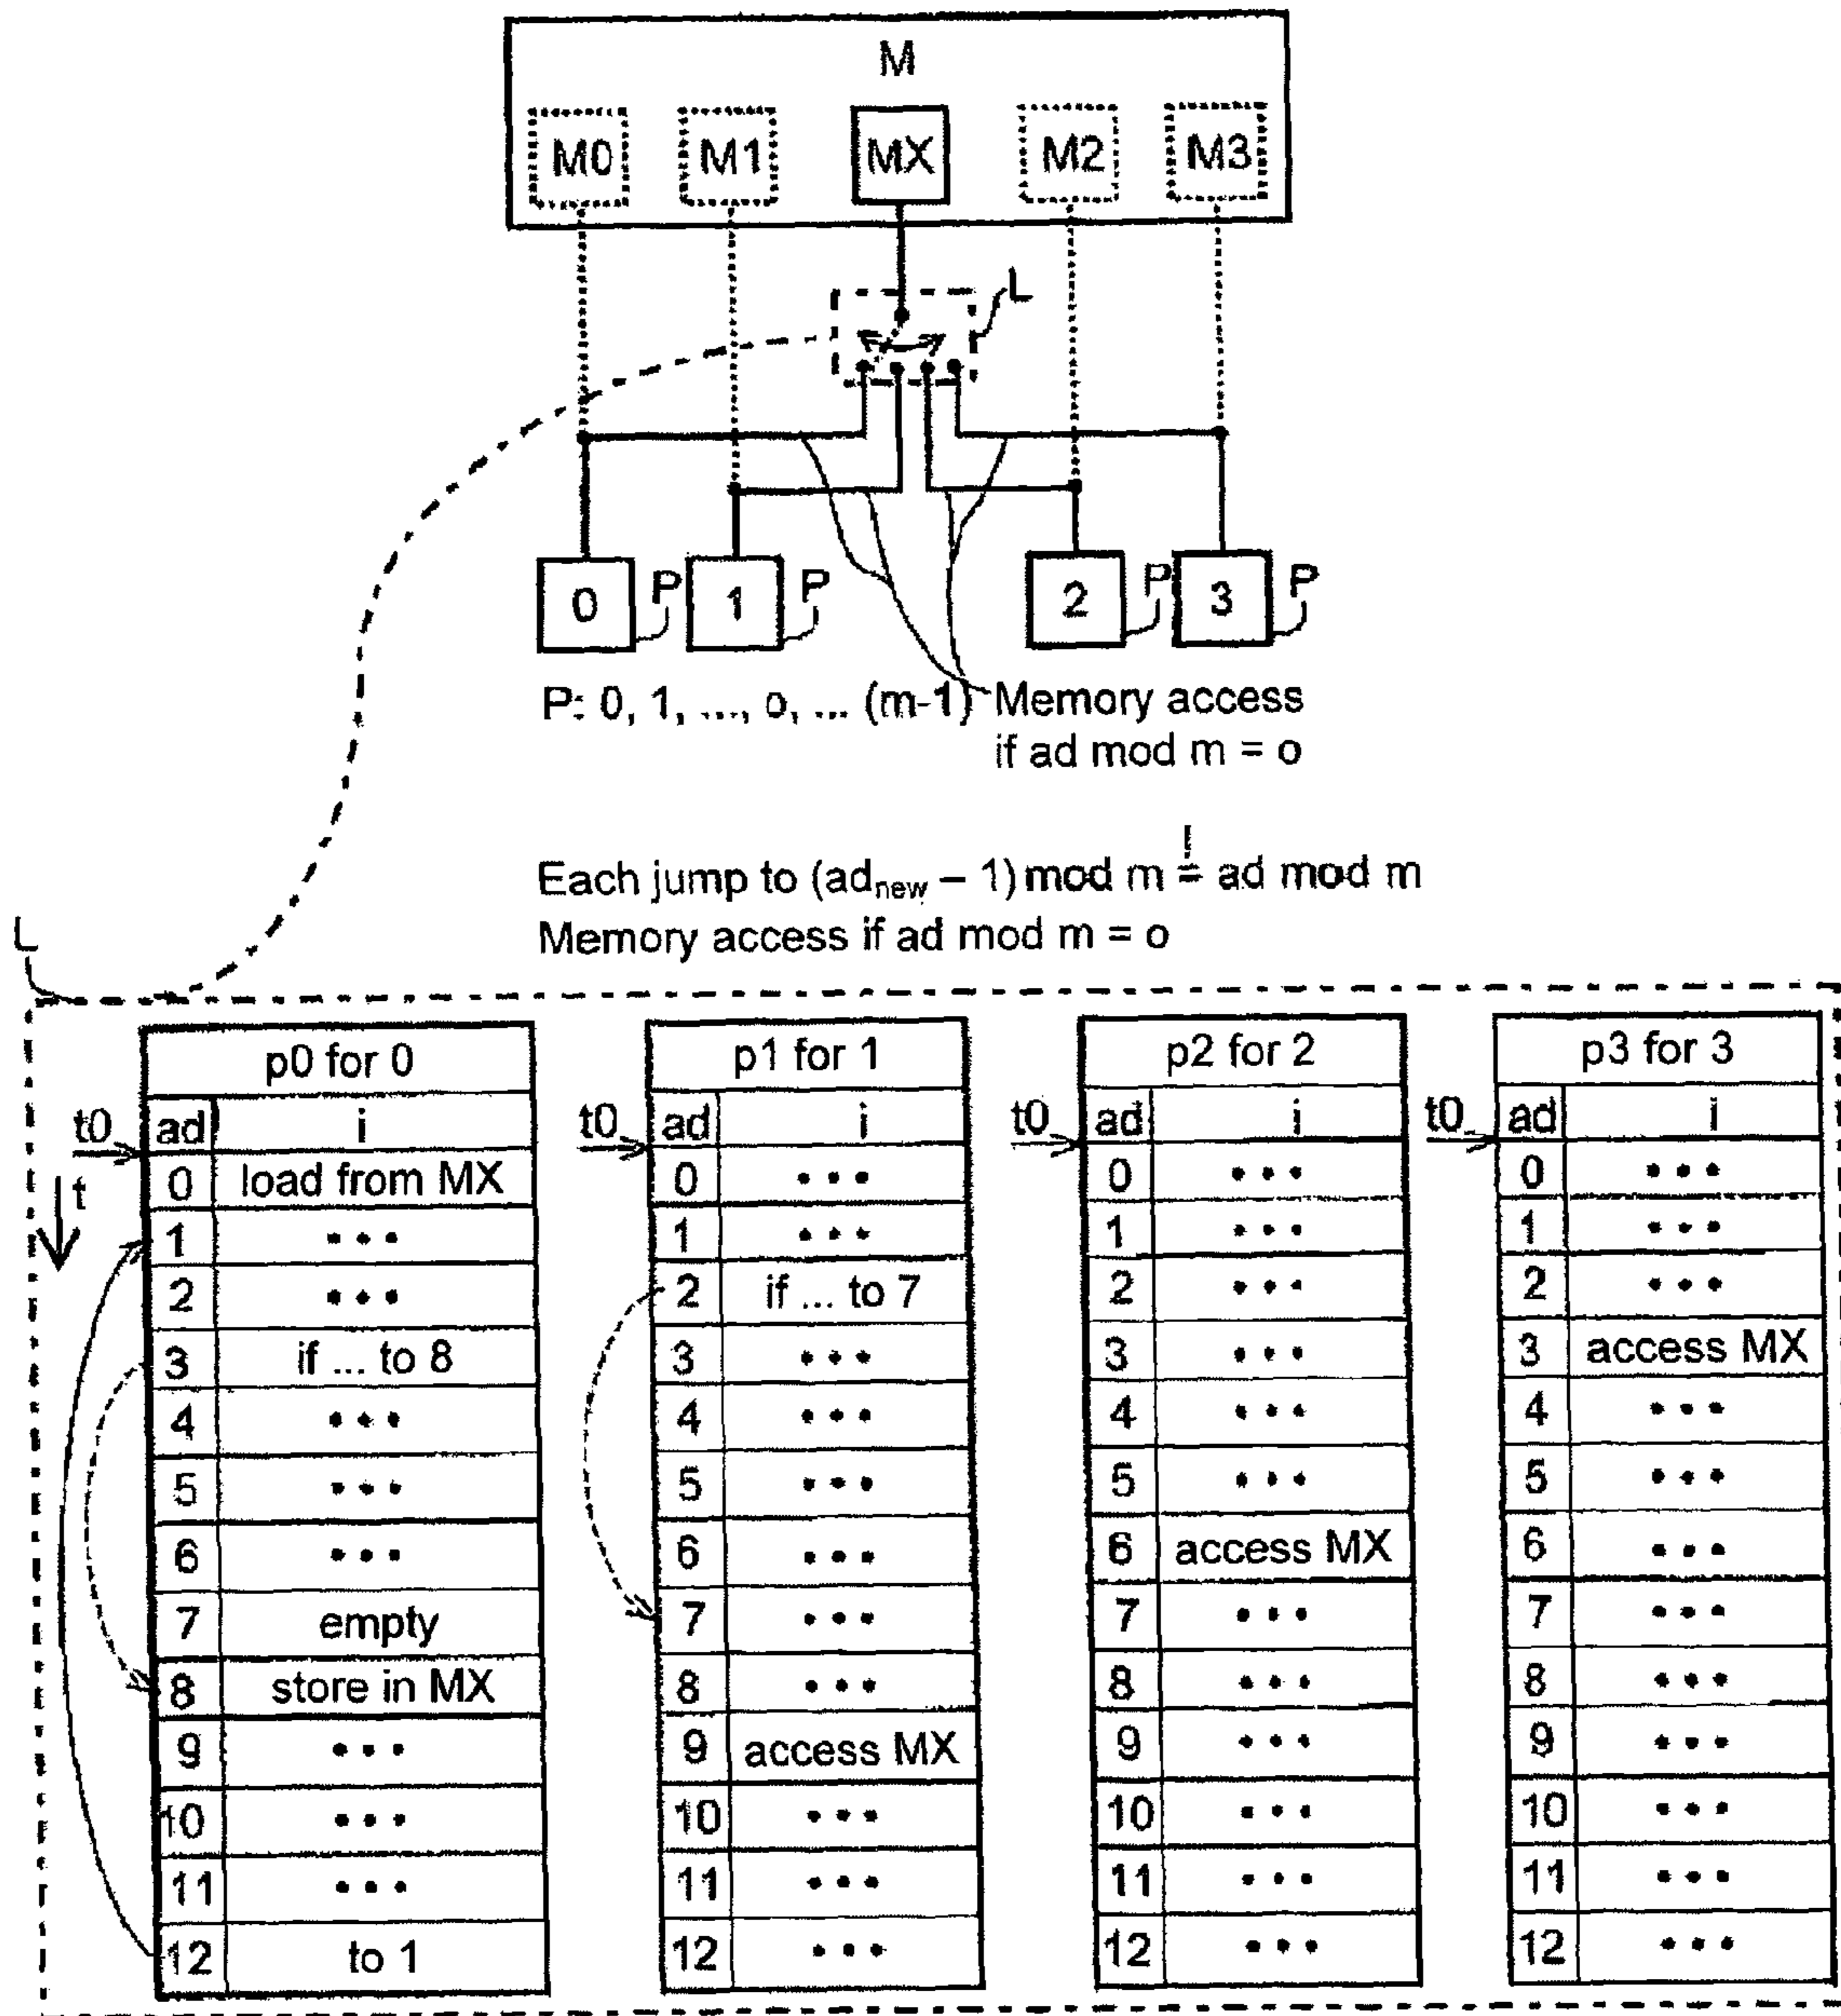 M
M0 M1 MX M2 M3
L
0 P 1 P 2 P 3 P
P: 0, 1, ..., o, ... (m-1) Memory access
if ad mod m = o
Each jump to (ad_new – 1) mod m ! = ad mod m
Memory access if ad mod m = o
L
p0 for 0 p1 for 1 p2 for 2 p3 for 3
t0 ad i t0 ad i t0 ad i t0 ad i
t 0 load from MX 0 ••• 0 ••• 0 •••
1 ••• 1 ••• 1 ••• 1 •••
2 ••• 2 if ... to 7 2 ••• 2 •••
3 if ... to 8 3 ••• 3 ••• 3 access MX
4 ••• 4 ••• 4 ••• 4 •••
5 ••• 5 ••• 5 ••• 5 •••
6 ••• 6 ••• 6 access MX 6 •••
7 empty 7 ••• 7 ••• 7 •••
8 store in MX 8 ••• 8 ••• 8 •••
9 ••• 9 access MX 9 ••• 9 •••
10 ••• 10 ••• 10 ••• 10 •••
11 ••• 11 ••• 11 ••• 11 •••
12 to 1 12 ••• 12 ••• 12 •••